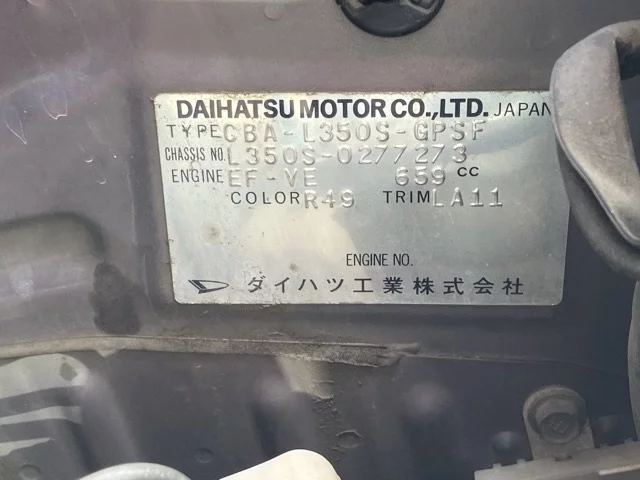 DAIHATSU MOTOR CO.,LTD. JAPAN
TYPE CBA-L350S-GPSF
CHASSIS NO. L350S-0277273
ENGINE EF-VE 659 CC
COLOR R49 TRIM LA11
ENGINE NO.
ダイハツ工業株式会社